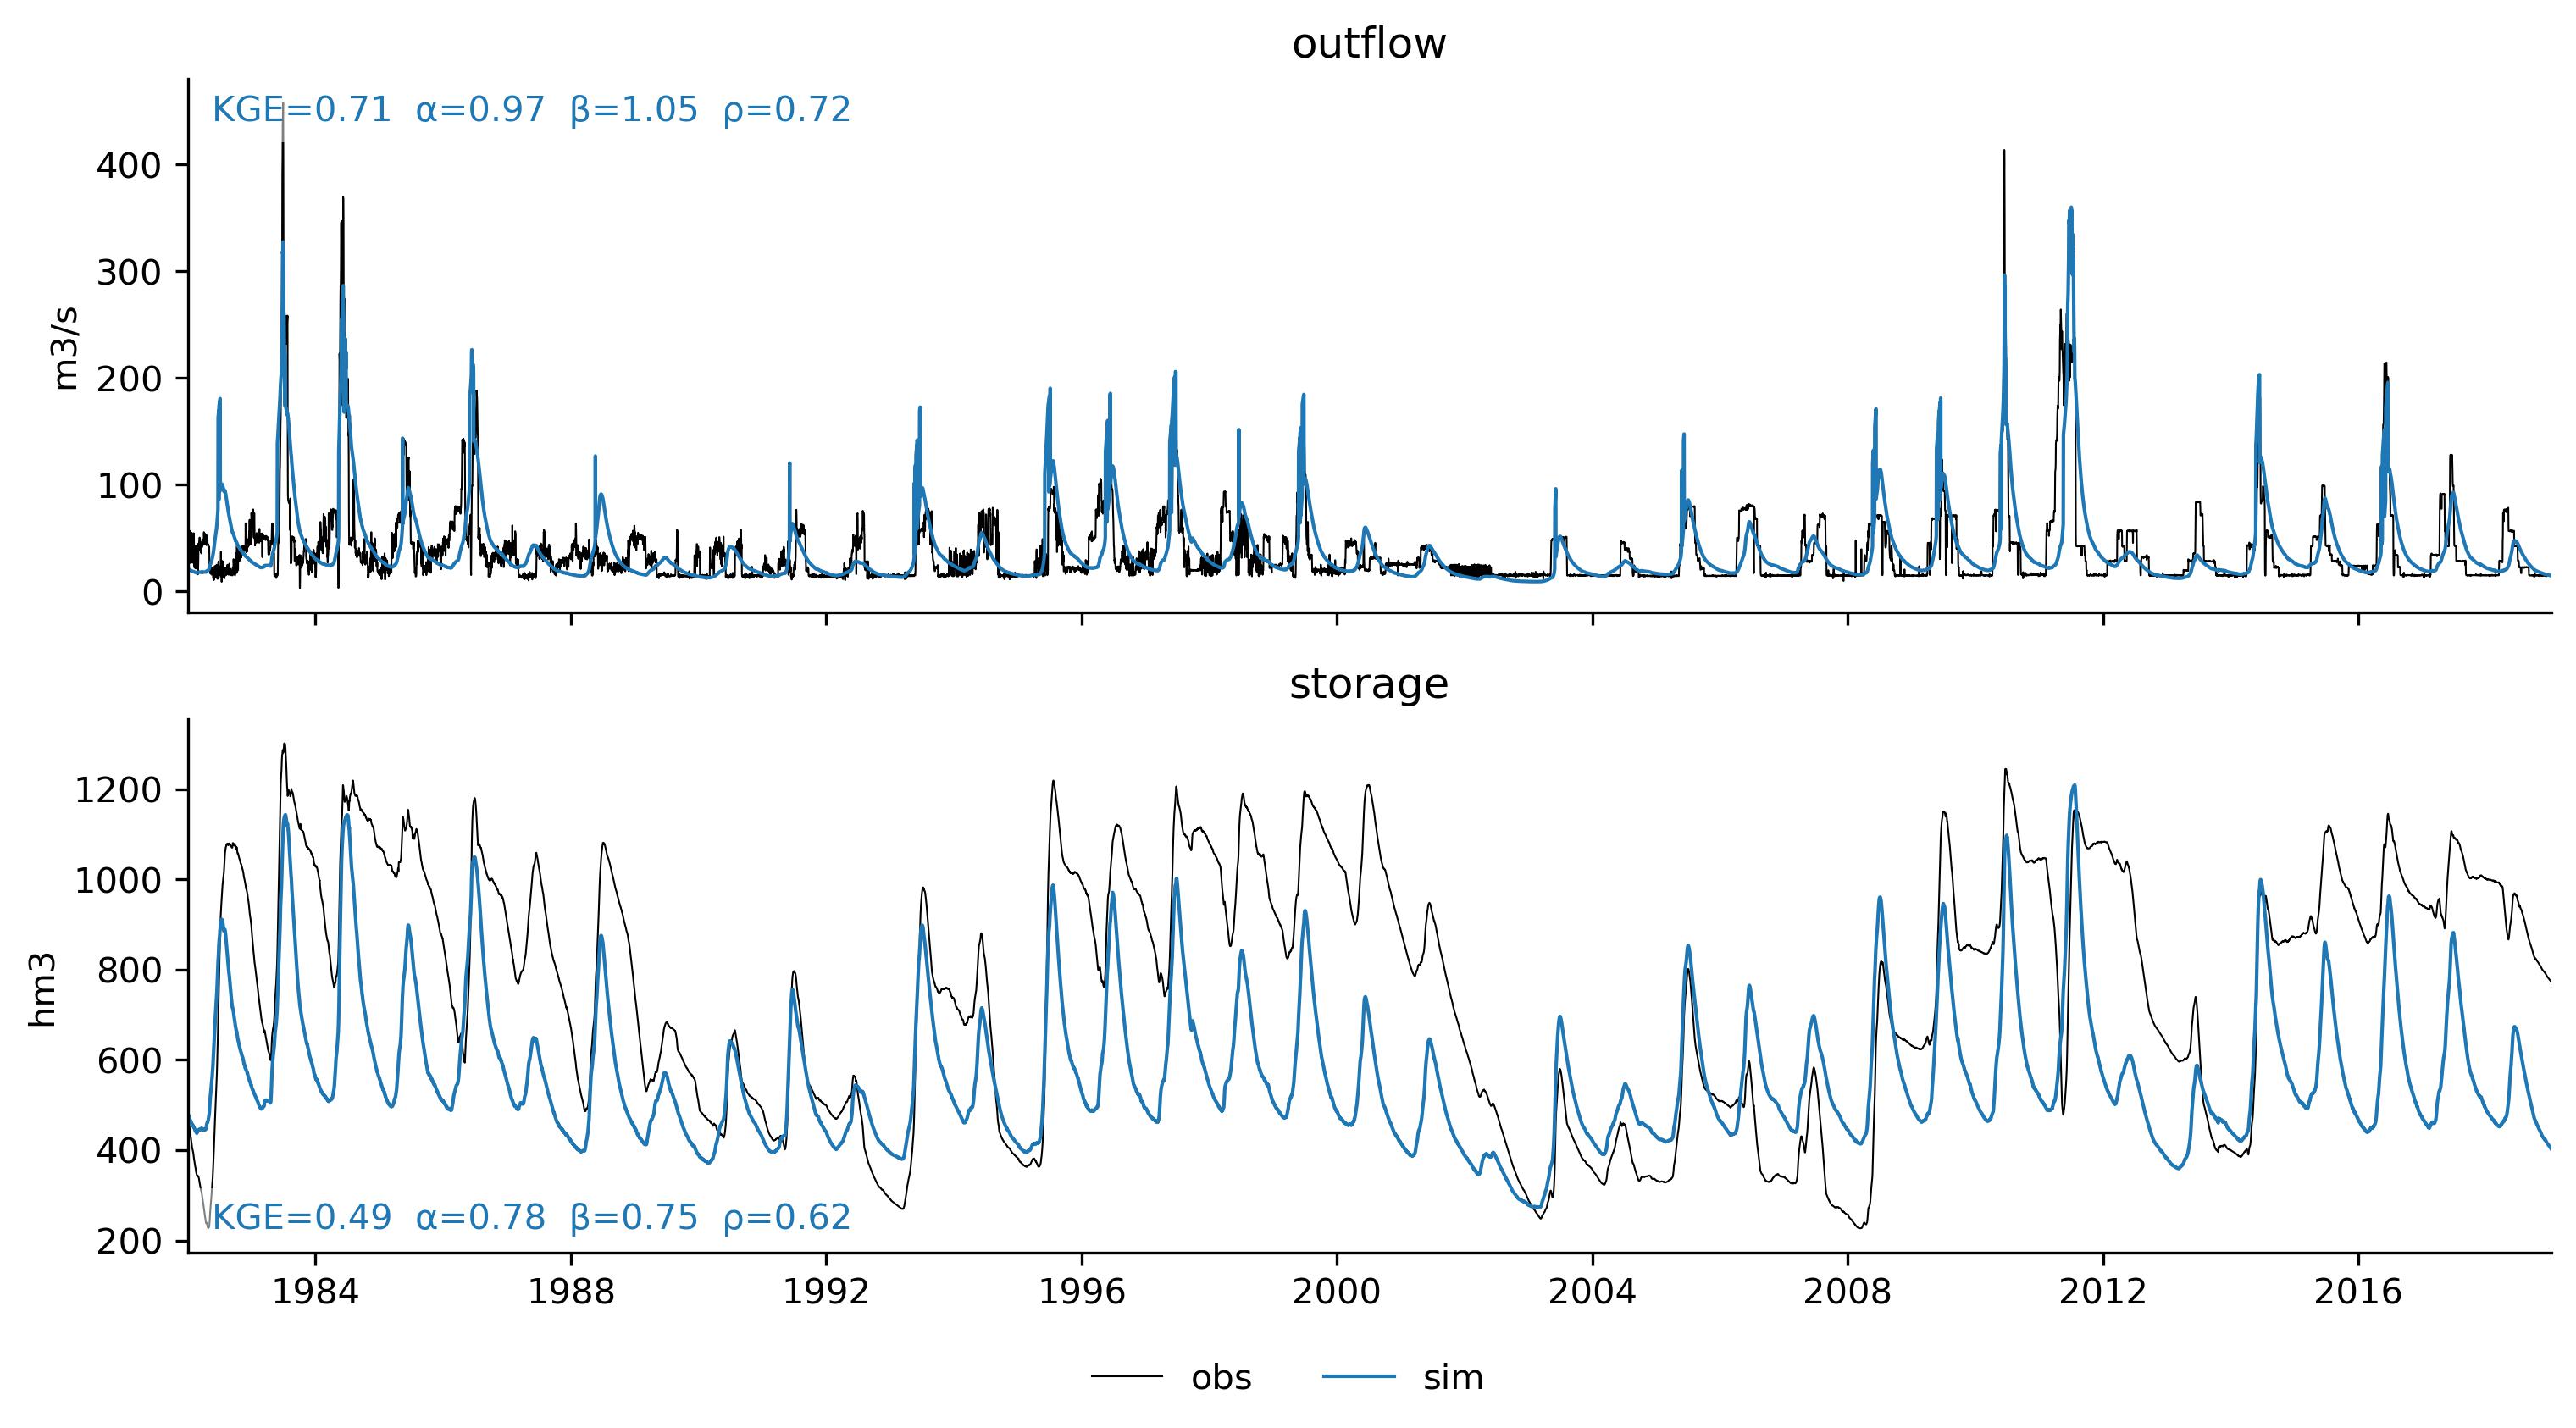 outflow
KGE=0.71 α=0.97 β=1.05 ρ=0.72
400
300
200
100
0
m3/s
storage
1200
1000
800
600
400
200
hm3
KGE=0.49 α=0.78 β=0.75 ρ=0.62
1984 1988 1992 1996 2000 2004 2008 2012 2016
obs sim